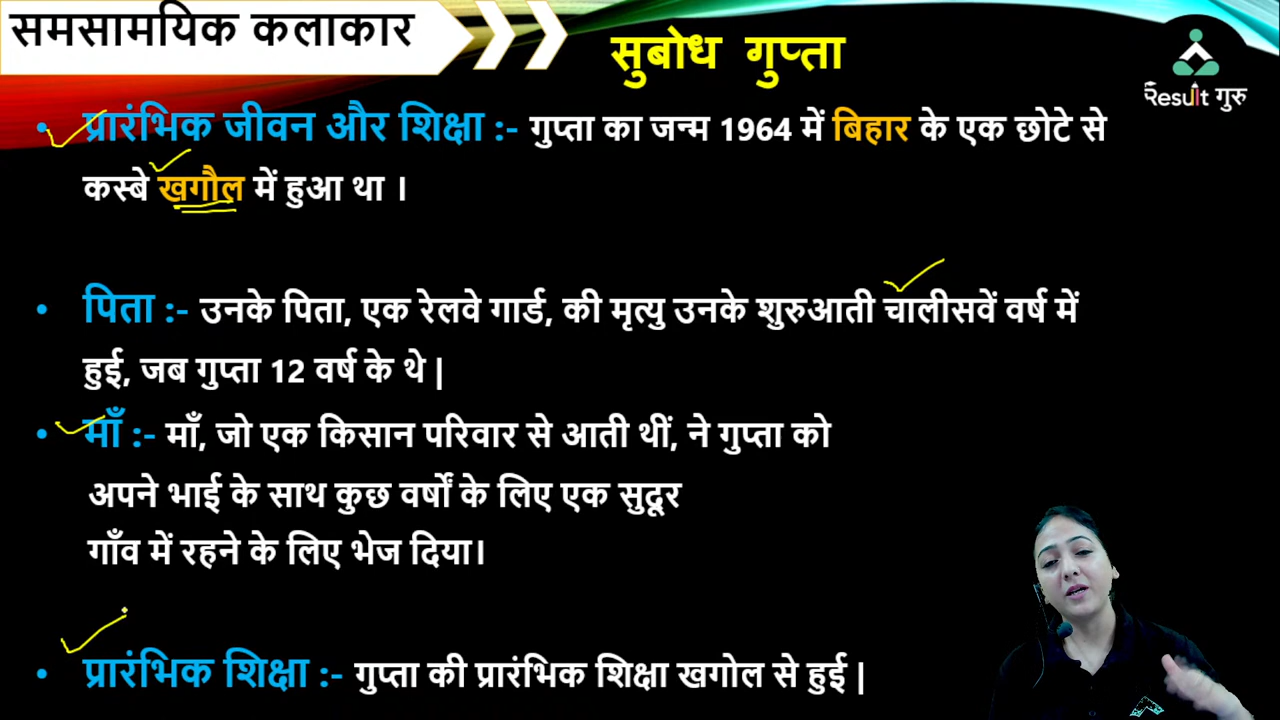 समसामयिक कलाकार
सुबोध गुप्ता
Result गुरु
• प्रारंभिक जीवन और शिक्षा :- गुप्ता का जन्म 1964 में बिहार के एक छोटे से
कस्बे खगौल में हुआ था ।
• पिता :- उनके पिता, एक रेलवे गार्ड, की मृत्यु उनके शुरुआती चालीसवें वर्ष में
हुई, जब गुप्ता 12 वर्ष के थे |
• माँ :- माँ, जो एक किसान परिवार से आती थीं, ने गुप्ता को
अपने भाई के साथ कुछ वर्षों के लिए एक सुदूर
गाँव में रहने के लिए भेज दिया।
• प्रारंभिक शिक्षा :- गुप्ता की प्रारंभिक शिक्षा खगोल से हुई |